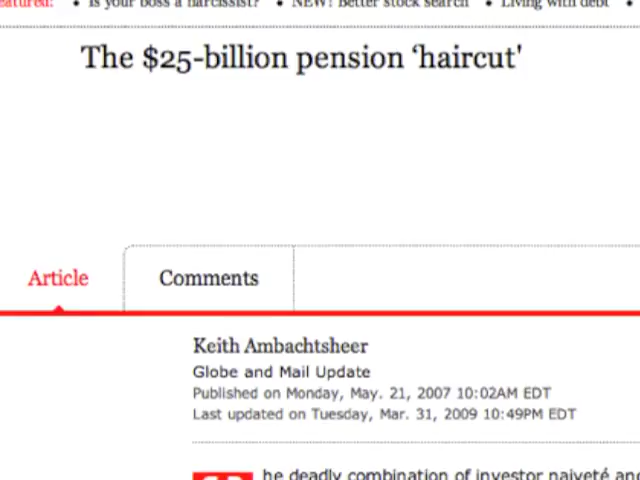 eatured: • Is your boss a narcissist? • NEW! Better stock search • Living with debt •
The $25-billion pension ‘haircut'
Article Comments
Keith Ambachtsheer
Globe and Mail Update
Published on Monday, May. 21, 2007 10:02AM EDT
Last updated on Tuesday, Mar. 31, 2009 10:49PM EDT
The deadly combination of investor naiveté and